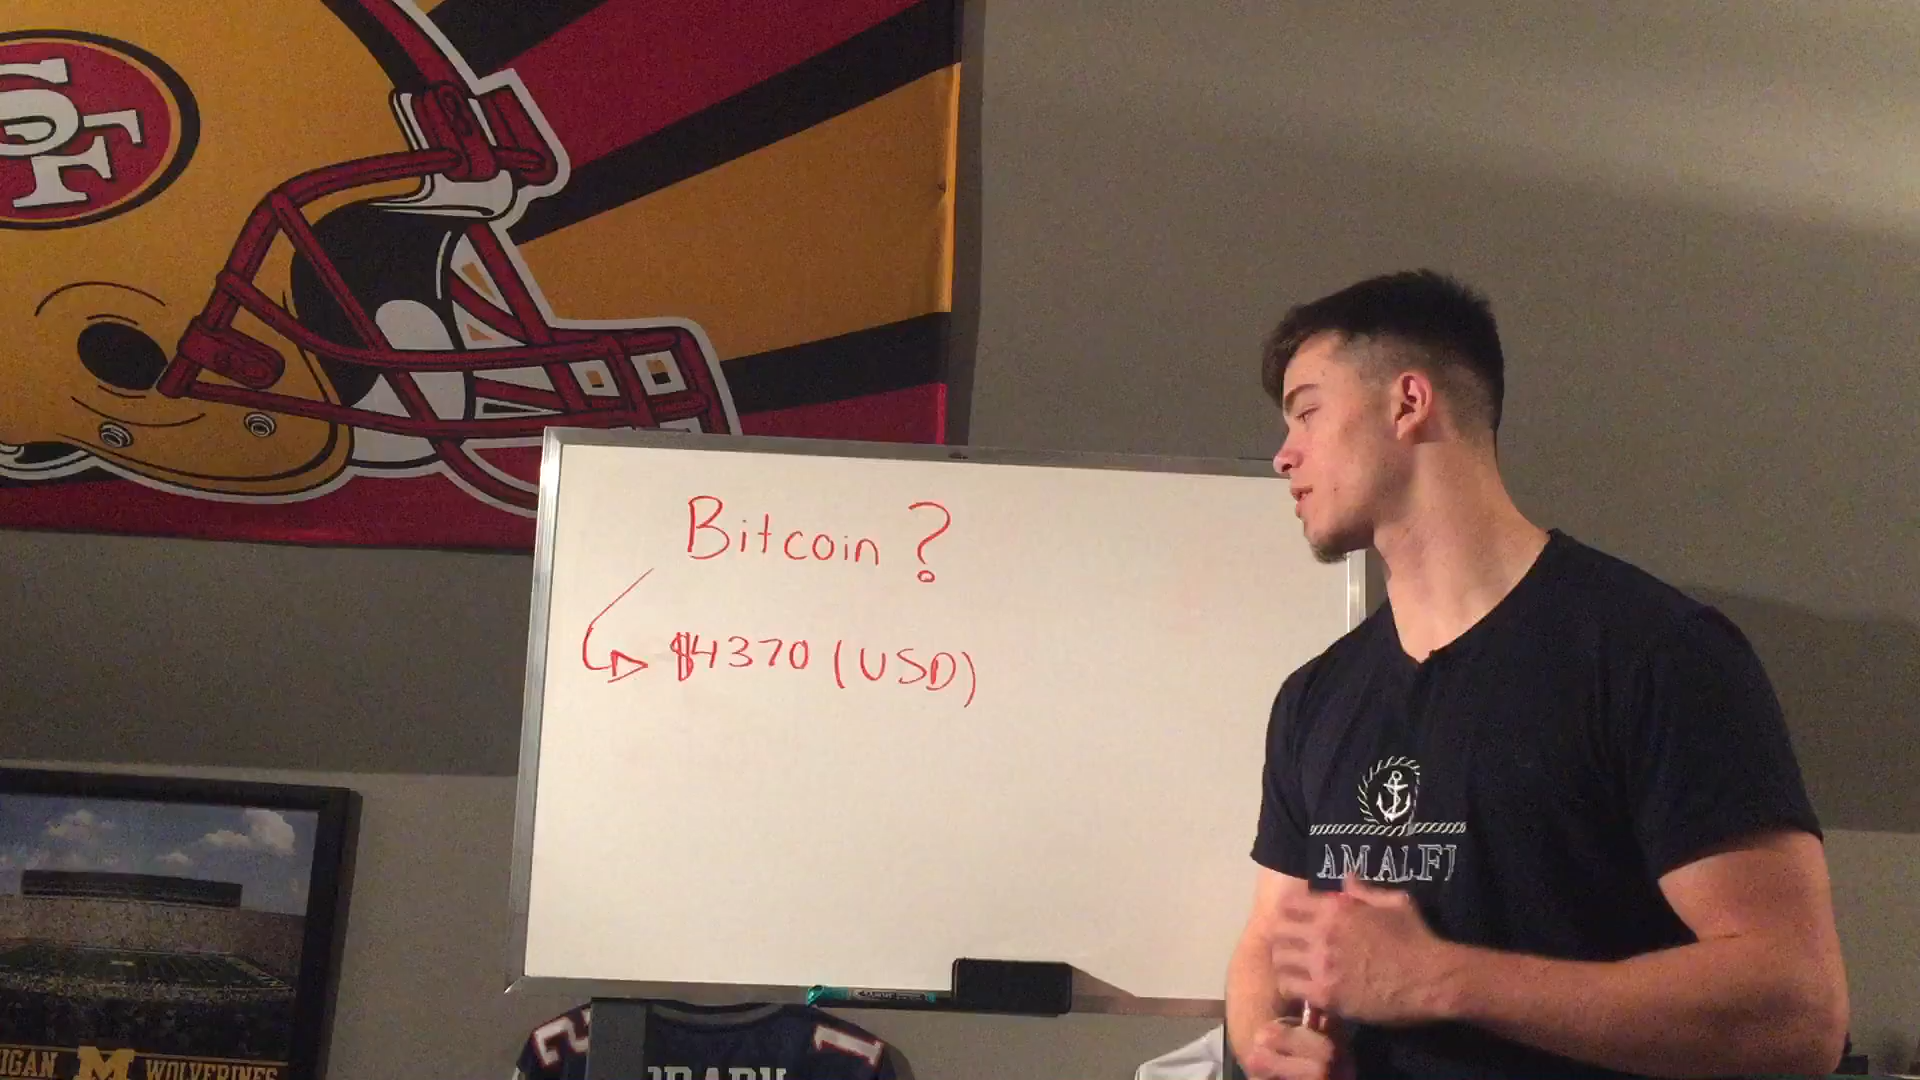 SF
Bitcoin ?
$4370 (USD)
AMALFI
WOLVERINES
M